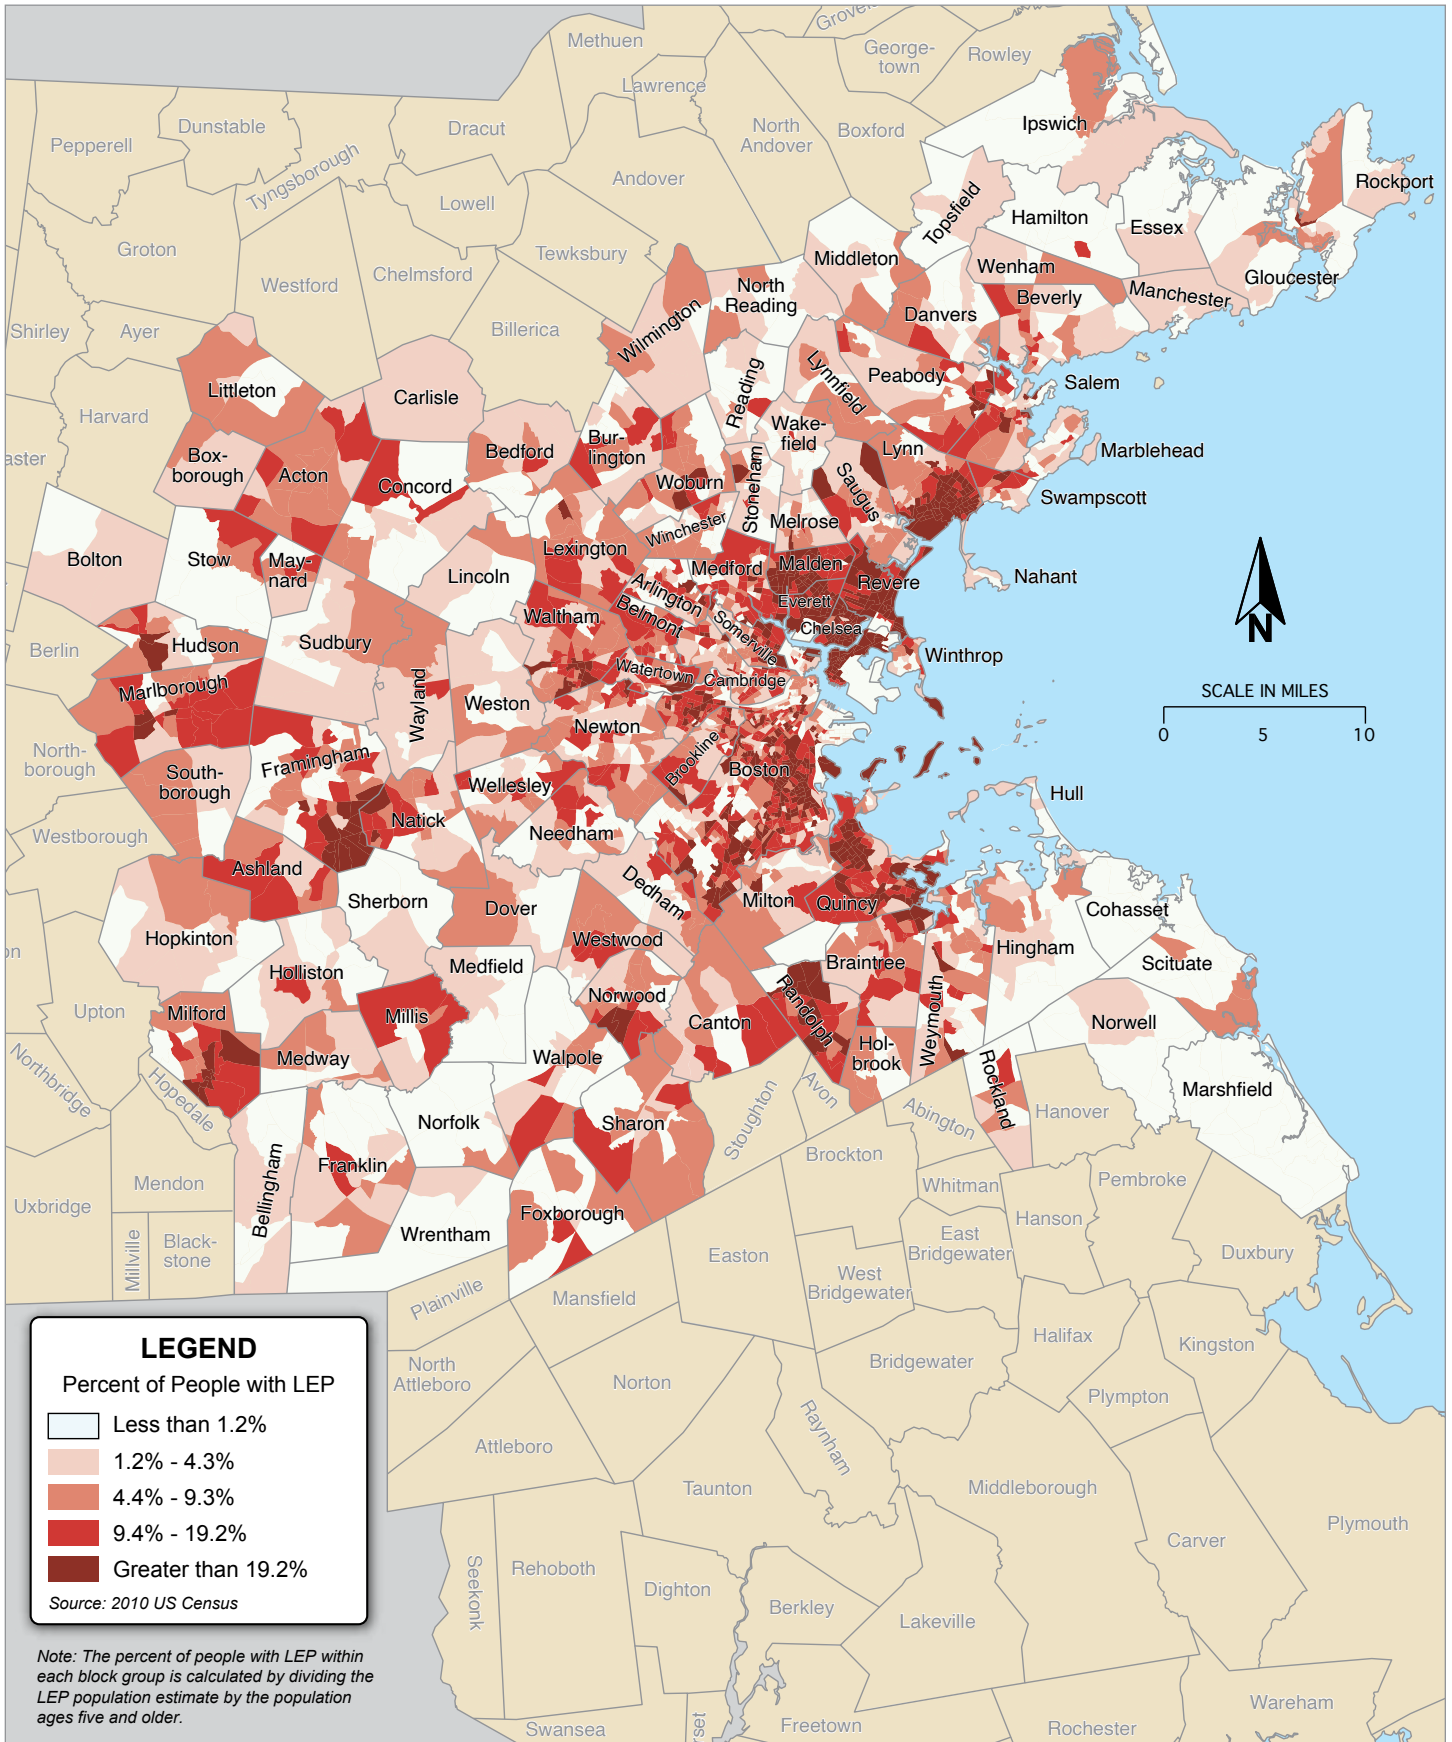 Methuen
Grovel
George-
town
Rowley
Lawrence
Pepperell
Dunstable
Dracut
North
Andover
Boxford
Ipswich
Tyngsborough
Andover
Lowell
Topsfield
Hamilton
Essex
Rockport
Groton
Westford
Chelmsford
Tewksbury
Middleton
Wenham
Gloucester
Shirley
Ayer
Billerica
Wilmington
North
Reading
Danvers
Beverly
Manchester
Littleton
Carlisle
Reading
Lynnfield
Peabody
Salem
Harvard
aster
Box-
borough
Acton
Concord
Bedford
Bur-
lington
Woburn
Stoneham
Wake-
field
Saugus
Lynn
Marblehead
Swampscott
Bolton
Stow
May-
nard
Lincoln
Lexington
Winchester
Melrose
Medford
Malden
Revere
Nahant
Arlington
Everett
Chelsea
Berlin
Hudson
Sudbury
Waltham
Belmont
Somerville
Winthrop
Marlborough
Wayland
Weston
Watertown
Cambridge
N
SCALE IN MILES
0
5
10
North-
borough
South-
borough
Framingham
Newton
Brookline
Boston
Wellesley
Natick
Needham
Hull
Westborough
Ashland
Sherborn
Dover
Dedham
Milton
Quincy
Cohasset
Hopkinton
Holliston
Medfield
Westwood
Braintree
Hingham
Scituate
on
Upton
Milford
Millis
Norwood
Canton
Randolph
Weymouth
Norwell
Northbridge
Hopedale
Medway
Walpole
Hol-
brook
Rockland
Marshfield
Norfolk
Sharon
Stoughton
Avon
Abington
Hanover
Uxbridge
Mendon
Bellingham
Franklin
Brockton
Whitman
Pembroke
Millville
Black-
stone
Wrentham
Foxborough
Easton
West
Bridgewater
East
Bridgewater
Hanson
Duxbury
Plainville
Mansfield
Halifax
Kingston
North
Attleboro
Norton
Bridgewater
Plympton
Attleboro
Raynham
Taunton
Middleborough
Carver
Plymouth
Seekonk
Rehoboth
Dighton
Berkley
Lakeville
Swansea
rset
Freetown
Rochester
Wareham
LEGEND
Percent of People with LEP
Less than 1.2%
1.2% - 4.3%
4.4% - 9.3%
9.4% - 19.2%
Greater than 19.2%
Source: 2010 US Census
Note: The percent of people with LEP within
each block group is calculated by dividing the
LEP population estimate by the population
ages five and older.